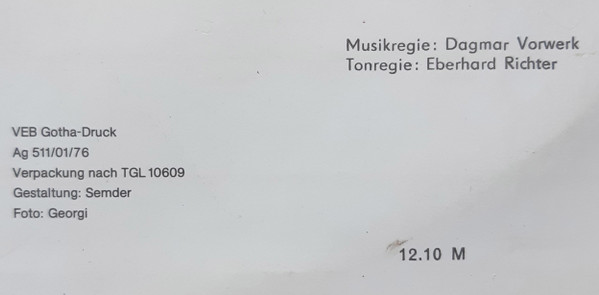 Musikregie: Dagmar Vorwerk
Tonregie: Eberhard Richter
VEB Gotha-Druck
Ag 511/01/76
Verpackung nach TGL 10609
Gestaltung: Semder
Foto: Georgi
12.10 M